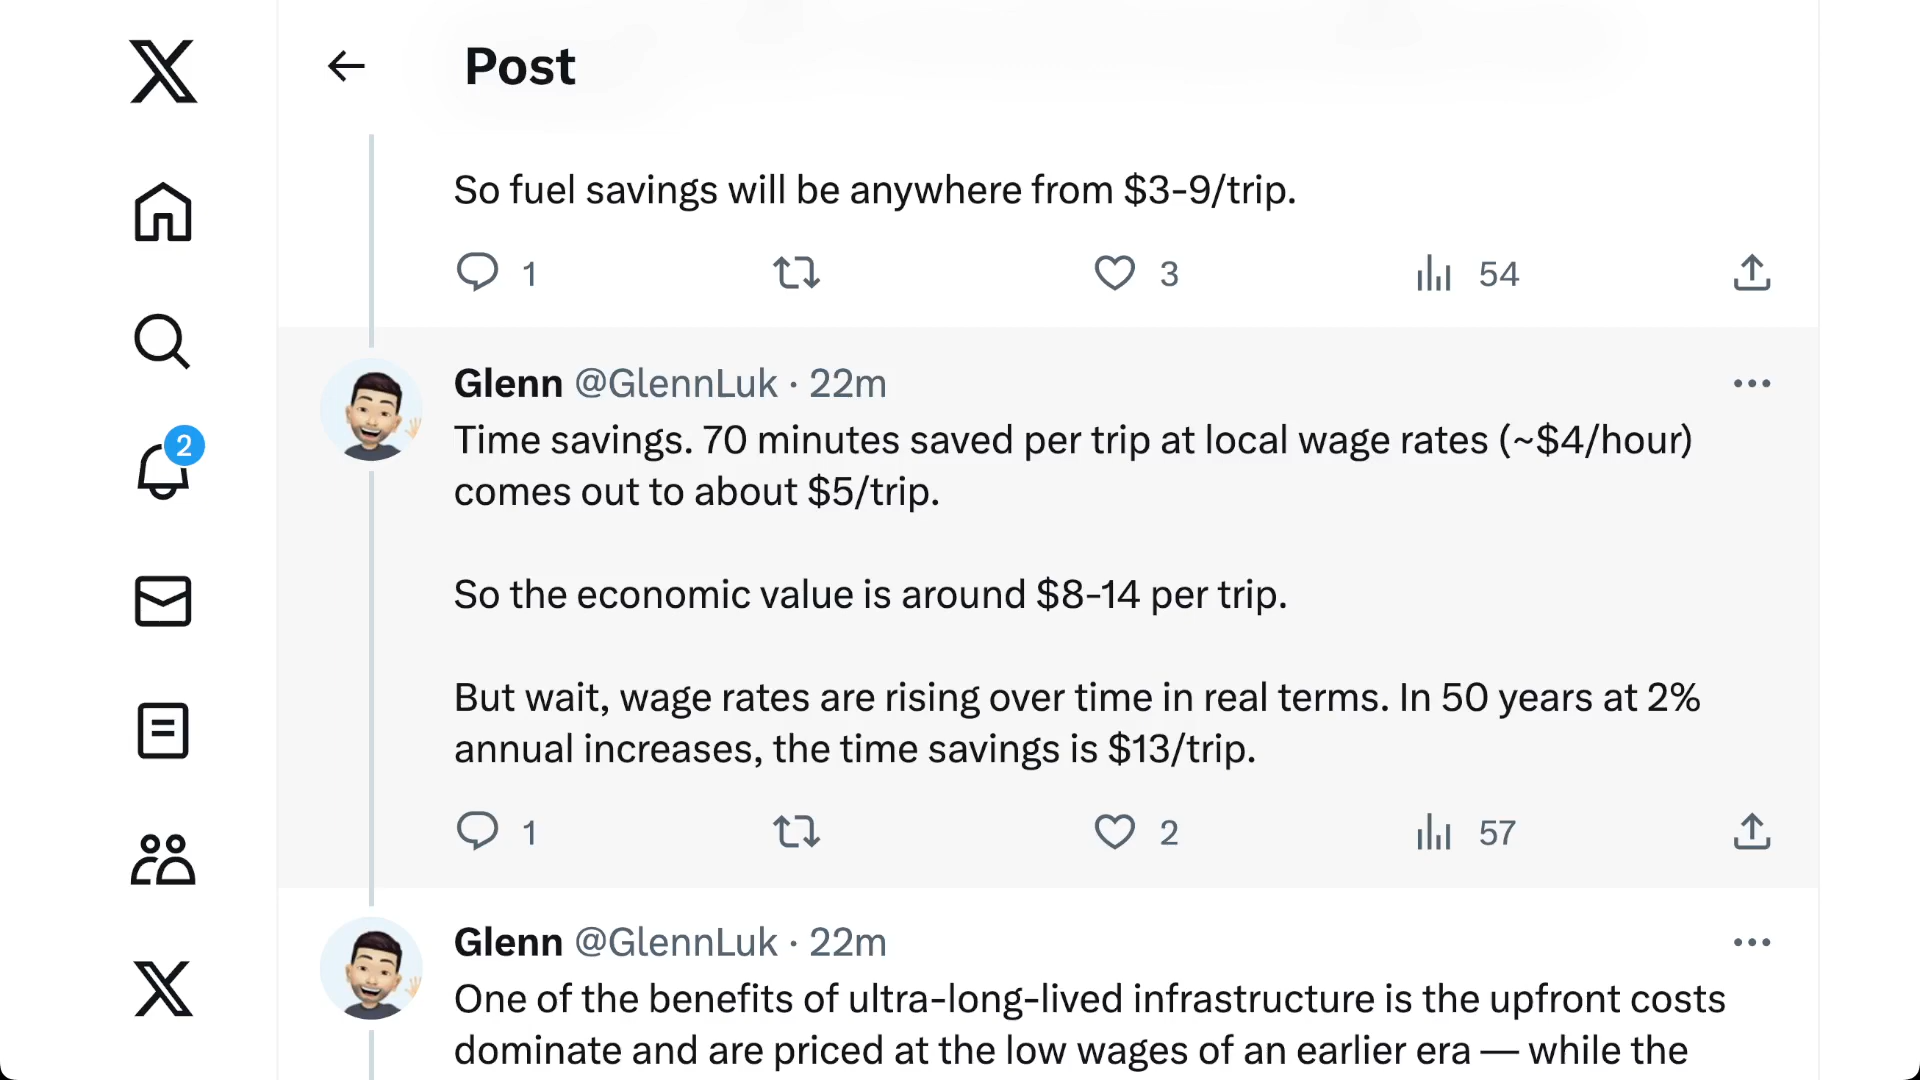 Post
So fuel savings will be anywhere from $3-9/trip.
1
3
54
2
Glenn @GlennLuk · 22m
Time savings. 70 minutes saved per trip at local wage rates (~$4/hour)
comes out to about $5/trip.
So the economic value is around $8-14 per trip.
But wait, wage rates are rising over time in real terms. In 50 years at 2%
annual increases, the time savings is $13/trip.
1
2
57
Glenn @GlennLuk · 22m
One of the benefits of ultra-long-lived infrastructure is the upfront costs
dominate and are priced at the low wages of an earlier era — while the